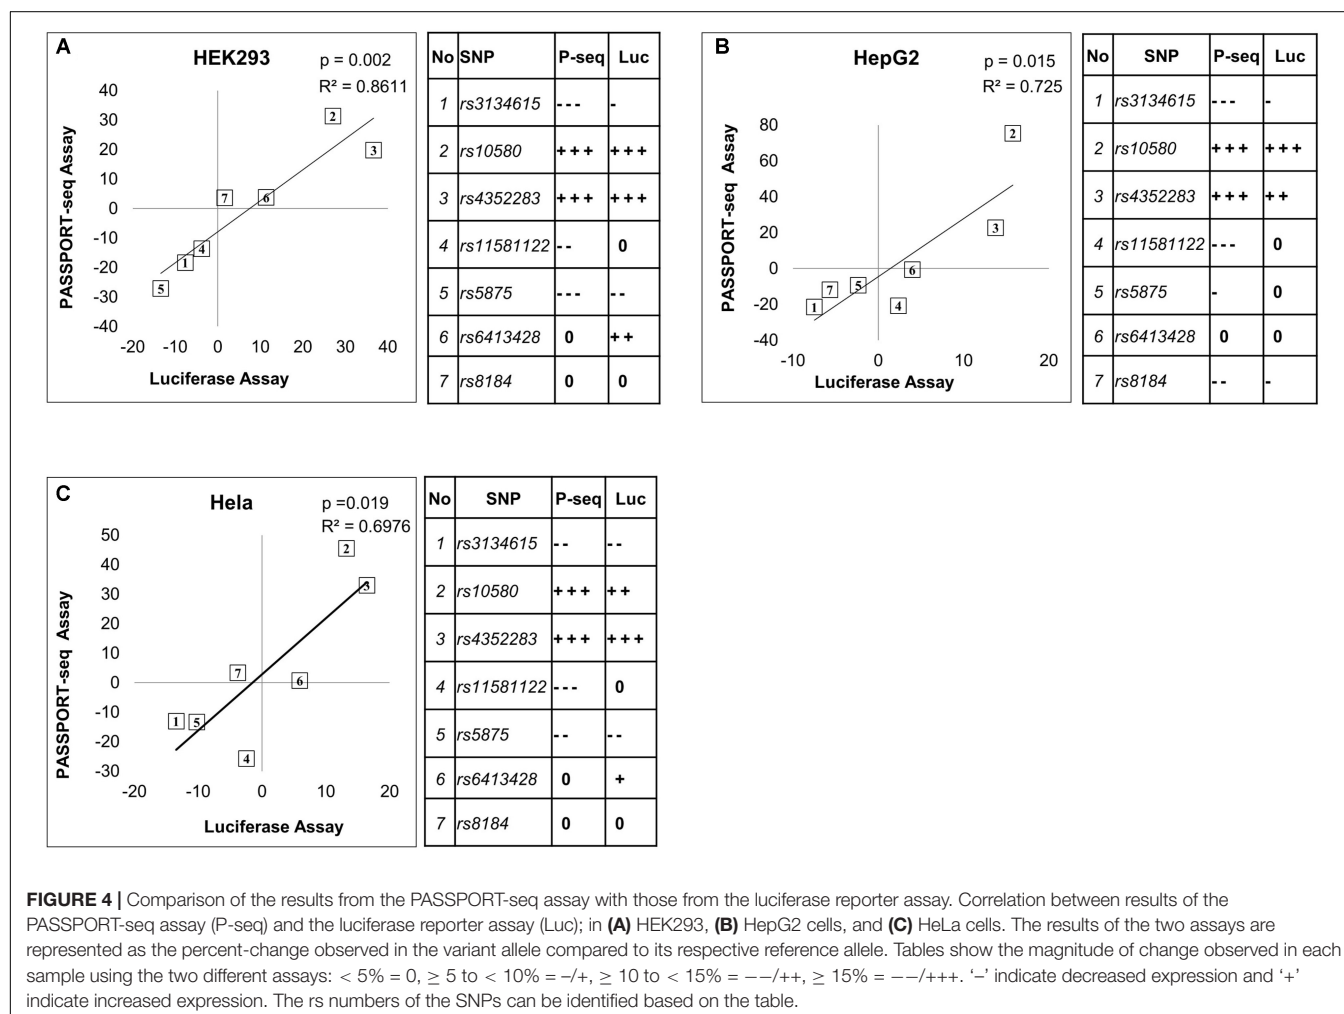 A
HEK293
p = 0.002
R² = 0.8611
PASSPORT-seq Assay
40
30
20
10
0
-10
-20
-30
-40
-20 -10 0 10 20 30 40
Luciferase Assay
2
3
7
6
4
1
5
No SNP P-seq Luc
1 rs3134615 --- -
2 rs10580 +++ +++
3 rs4352283 +++ +++
4 rs11581122 -- 0
5 rs5875 --- --
6 rs6413428 0 ++
7 rs8184 0 0
B
HepG2
p = 0.015
R² = 0.725
PASSPORT-seq Assay
80
60
40
20
0
-20
-40
-10 0 10 20
Luciferase Assay
2
3
6
5
7
1
4
No SNP P-seq Luc
1 rs3134615 --- -
2 rs10580 +++ +++
3 rs4352283 +++ ++
4 rs11581122 --- 0
5 rs5875 - 0
6 rs6413428 0 0
7 rs8184 -- -
C
Hela
p =0.019
R² = 0.6976
PASSPORT-seq Assay
50
40
30
20
10
0
-10
-20
-30
-20 -10 0 10 20
Luciferase Assay
2
3
7
6
1
5
4
No SNP P-seq Luc
1 rs3134615 -- --
2 rs10580 +++ ++
3 rs4352283 +++ +++
4 rs11581122 --- 0
5 rs5875 -- --
6 rs6413428 0 +
7 rs8184 0 0
FIGURE 4 | Comparison of the results from the PASSPORT-seq assay with those from the luciferase reporter assay. Correlation between results of the
PASSPORT-seq assay (P-seq) and the luciferase reporter assay (Luc); in (A) HEK293, (B) HepG2 cells, and (C) HeLa cells. The results of the two assays are
represented as the percent-change observed in the variant allele compared to its respective reference allele. Tables show the magnitude of change observed in each
sample using the two different assays: < 5% = 0, ≥ 5 to < 10% = –/+, ≥ 10 to < 15% = −−/++, ≥ 15% = −−/+++. ‘−’ indicate decreased expression and ‘+’
indicate increased expression. The rs numbers of the SNPs can be identified based on the table.